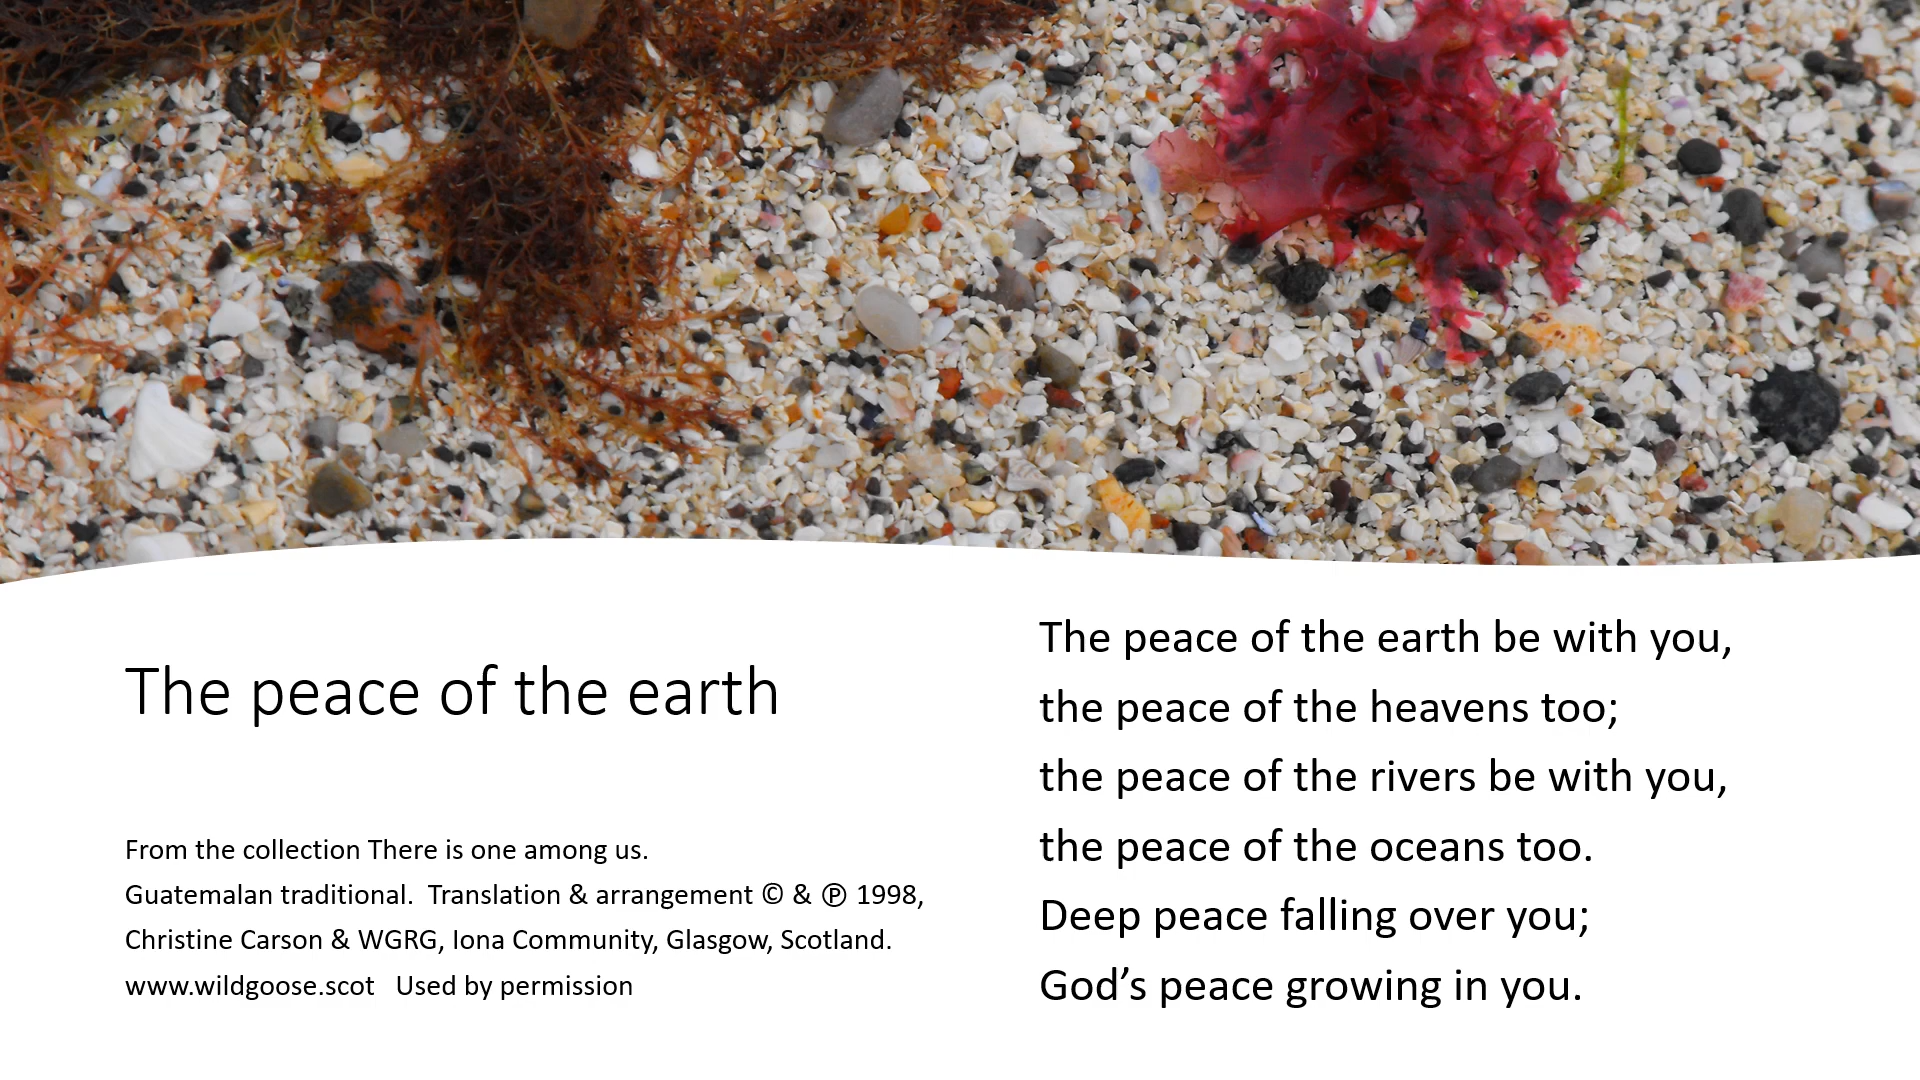 The peace of the earth
From the collection There is one among us.
Guatemalan traditional.  Translation & arrangement © & ℗ 1998,
Christine Carson & WGRG, Iona Community, Glasgow, Scotland.
www.wildgoose.scot   Used by permission
The peace of the earth be with you,
the peace of the heavens too;
the peace of the rivers be with you,
the peace of the oceans too.
Deep peace falling over you;
God’s peace growing in you.